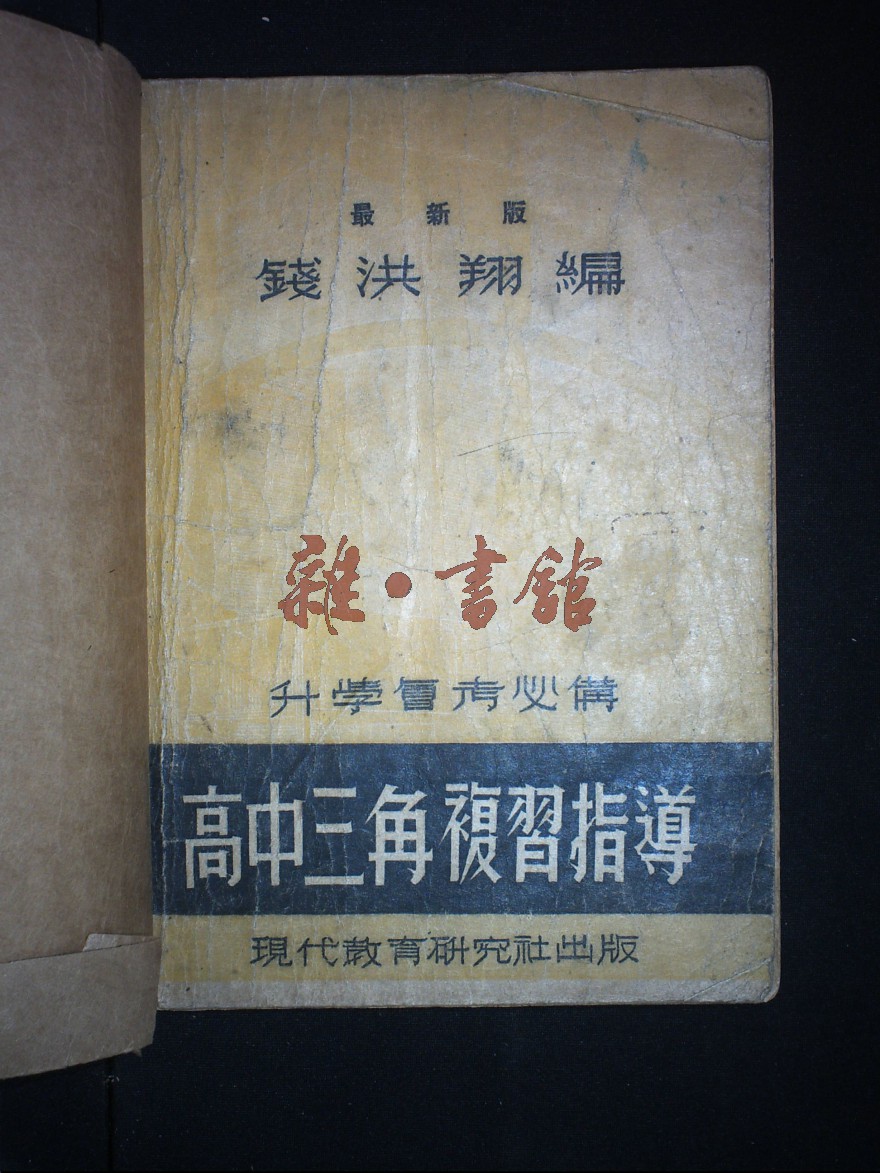 最新版
錢洪翔編
雜·書館
升學會考必備
高中三角複習指導
現代教育研究社出版